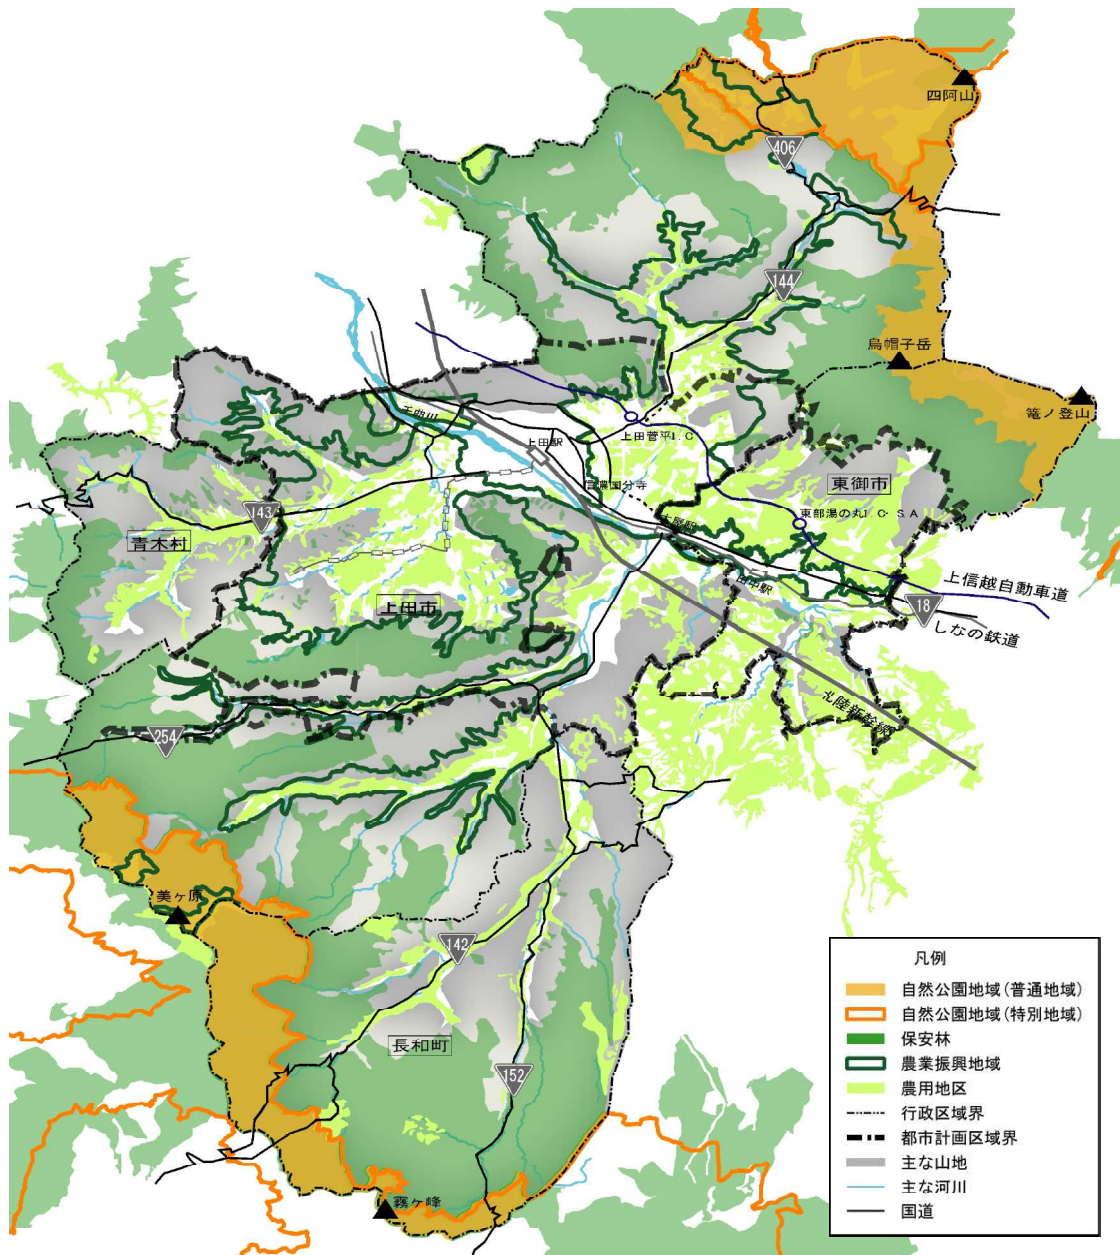 四阿山
406
144
烏帽子岳
篭ノ登山
千曲川
上田駅
上田菅平I.C
信濃国分寺
東御市
143
青木村
大屋駅
東部湯の丸I.C・S.A
上田市
田中駅
上信越自動車道
18
しなの鉄道
北陸新幹線
254
美ヶ原
142
長和町
152
霧ヶ峰
凡例
自然公園地域(普通地域)
自然公園地域(特別地域)
保安林
農業振興地域
農用地区
行政区域界
都市計画区域界
主な山地
主な河川
国道